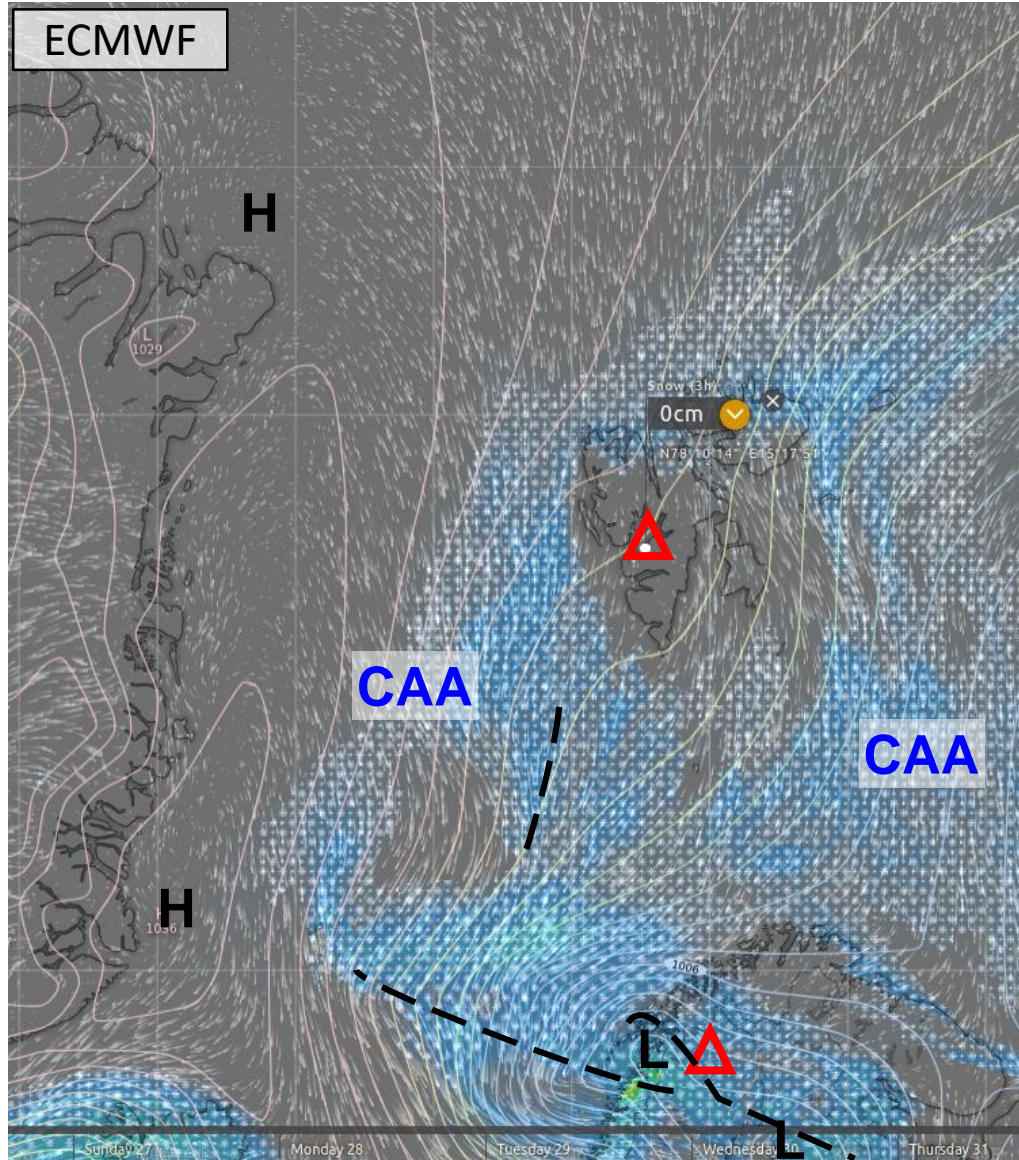 ECMWF
H
L
1029
Snow (3h)
0cm
N78°10'14" E15°17'51"
CAA
CAA
H
1036
1006
L
L
Sunday 27
Monday 28
Tuesday 29
Wednesday 30
Thursday 31